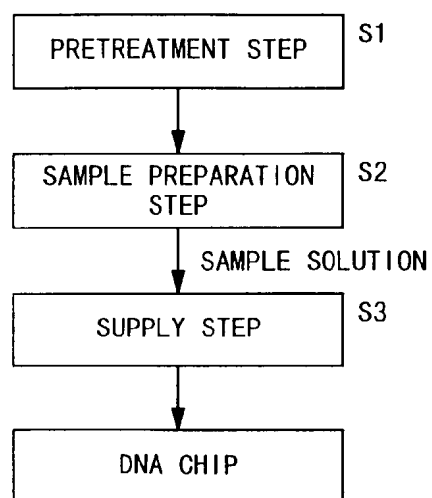 PRETREATMENT STEP
S1
SAMPLE PREPARATION
STEP
S2
SAMPLE SOLUTION
SUPPLY STEP
S3
DNA CHIP